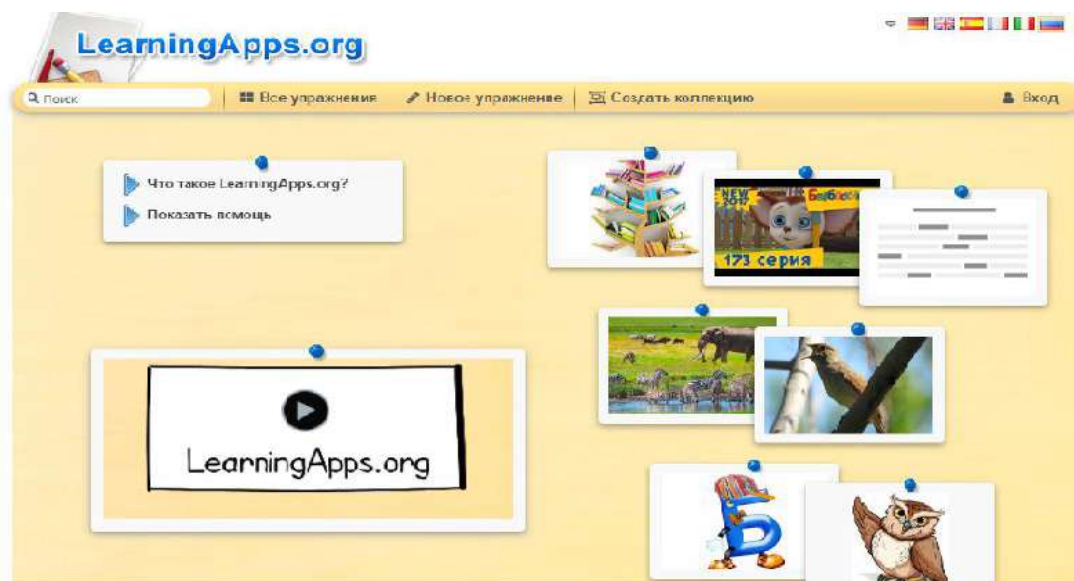 LearningApps.org
Поиск
Все упражнения
Новое упражнение
Создать коллекцию
Вход
Что такое LearningApps.org?
Показать помощь
NEW
2017
173 серия
LearningApps.org
Б